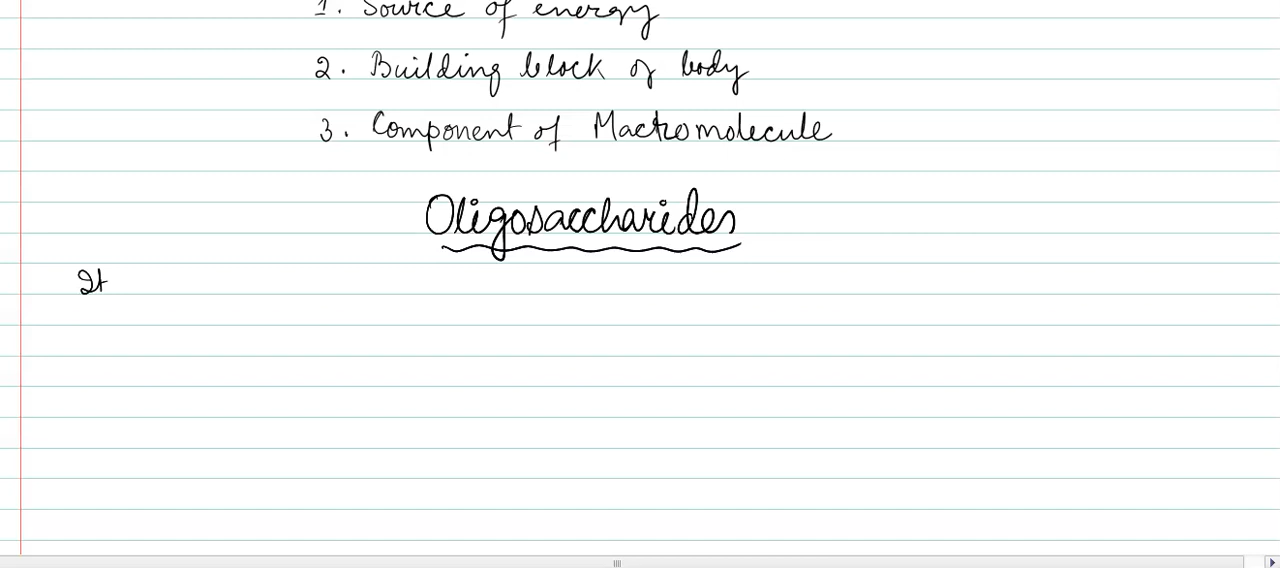 1. Source of energy
2. Building block of body
3. Component of Macromolecule
Oligosaccharides
It